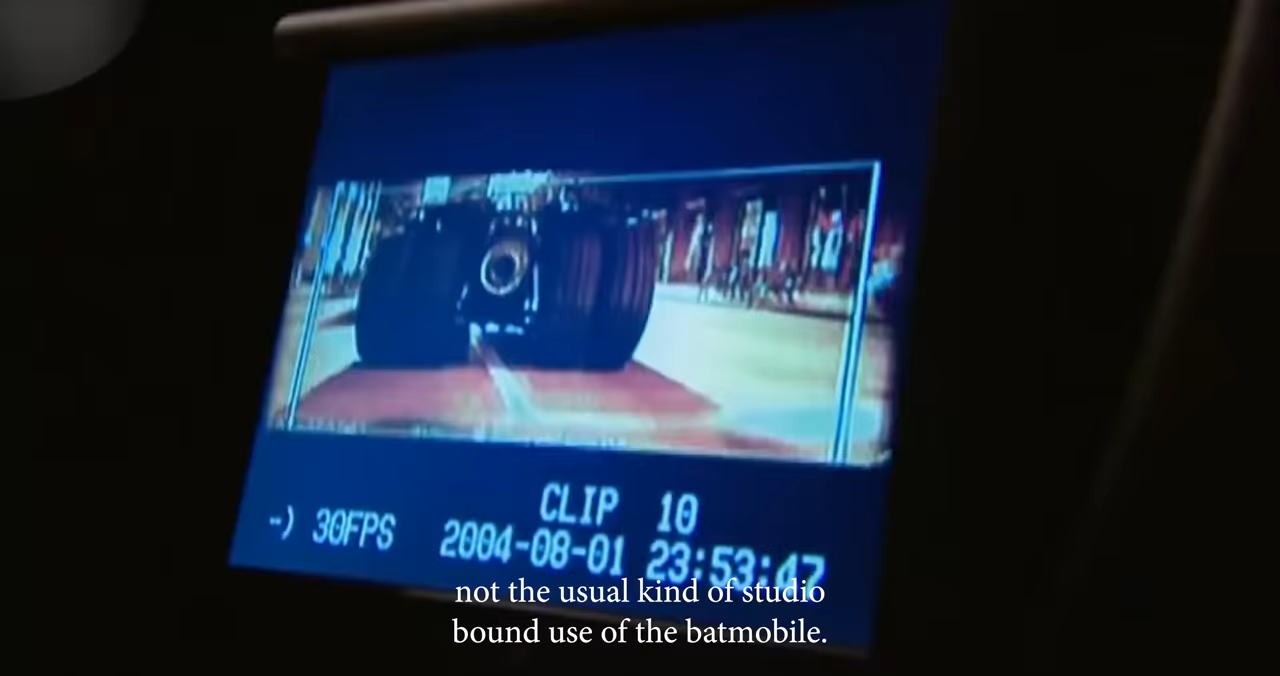 CLIP 10
-) 30FPS 2004-08-01 23:53:47
not the usual kind of studio
bound use of the batmobile.